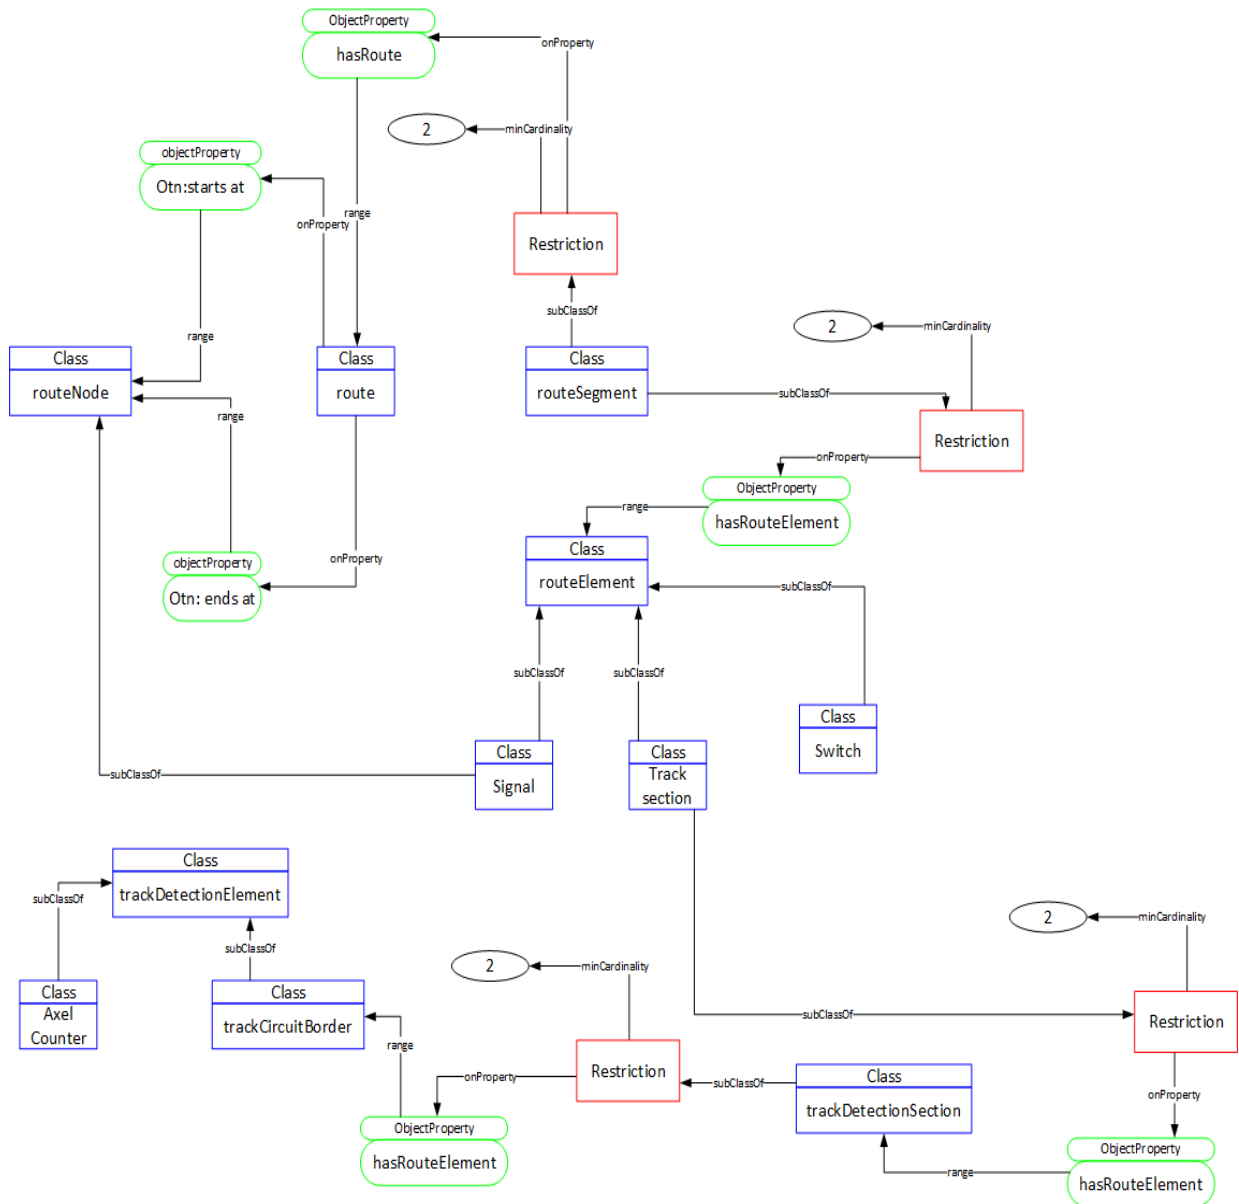 ObjectProperty
hasRoute
onProperty
2
minCardinality
objectProperty
Otn:starts at
range
onProperty
Restriction
subClassOf
range
2
minCardinality
Class
routeNode
Class
route
Class
routeSegment
subClassOf
range
Restriction
onProperty
ObjectProperty
hasRouteElement
range
Class
routeElement
objectProperty
Otn: ends at
onProperty
subClassOf
subClassOf
subClassOf
Class
Switch
Class
Signal
Class
Track
section
subClassOf
Class
trackDetectionElement
subClassOf
subClassOf
2
minCardinality
2
minCardinality
Class
Axel
Counter
Class
trackCircuitBorder
range
subClassOf
Restriction
Restriction
onProperty
subClassOf
Class
trackDetectionSection
onProperty
ObjectProperty
hasRouteElement
range
ObjectProperty
hasRouteElement